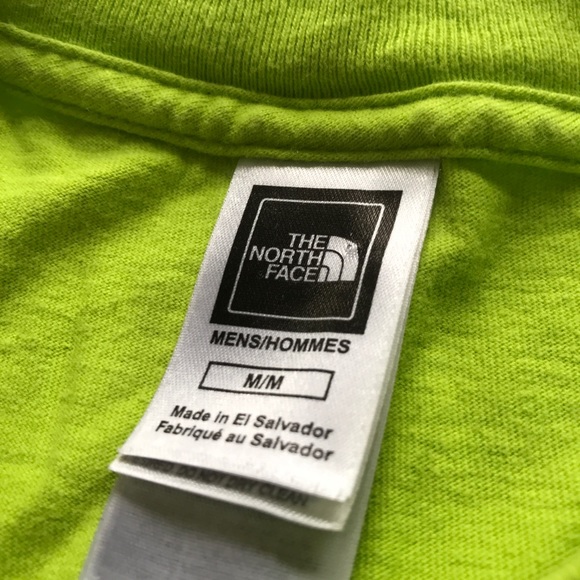 THE
NORTH
FACE
MENS/HOMMES
M/M
Made in El Salvador
Fabriqué au Salvador
DO NOT DRY CLEAN